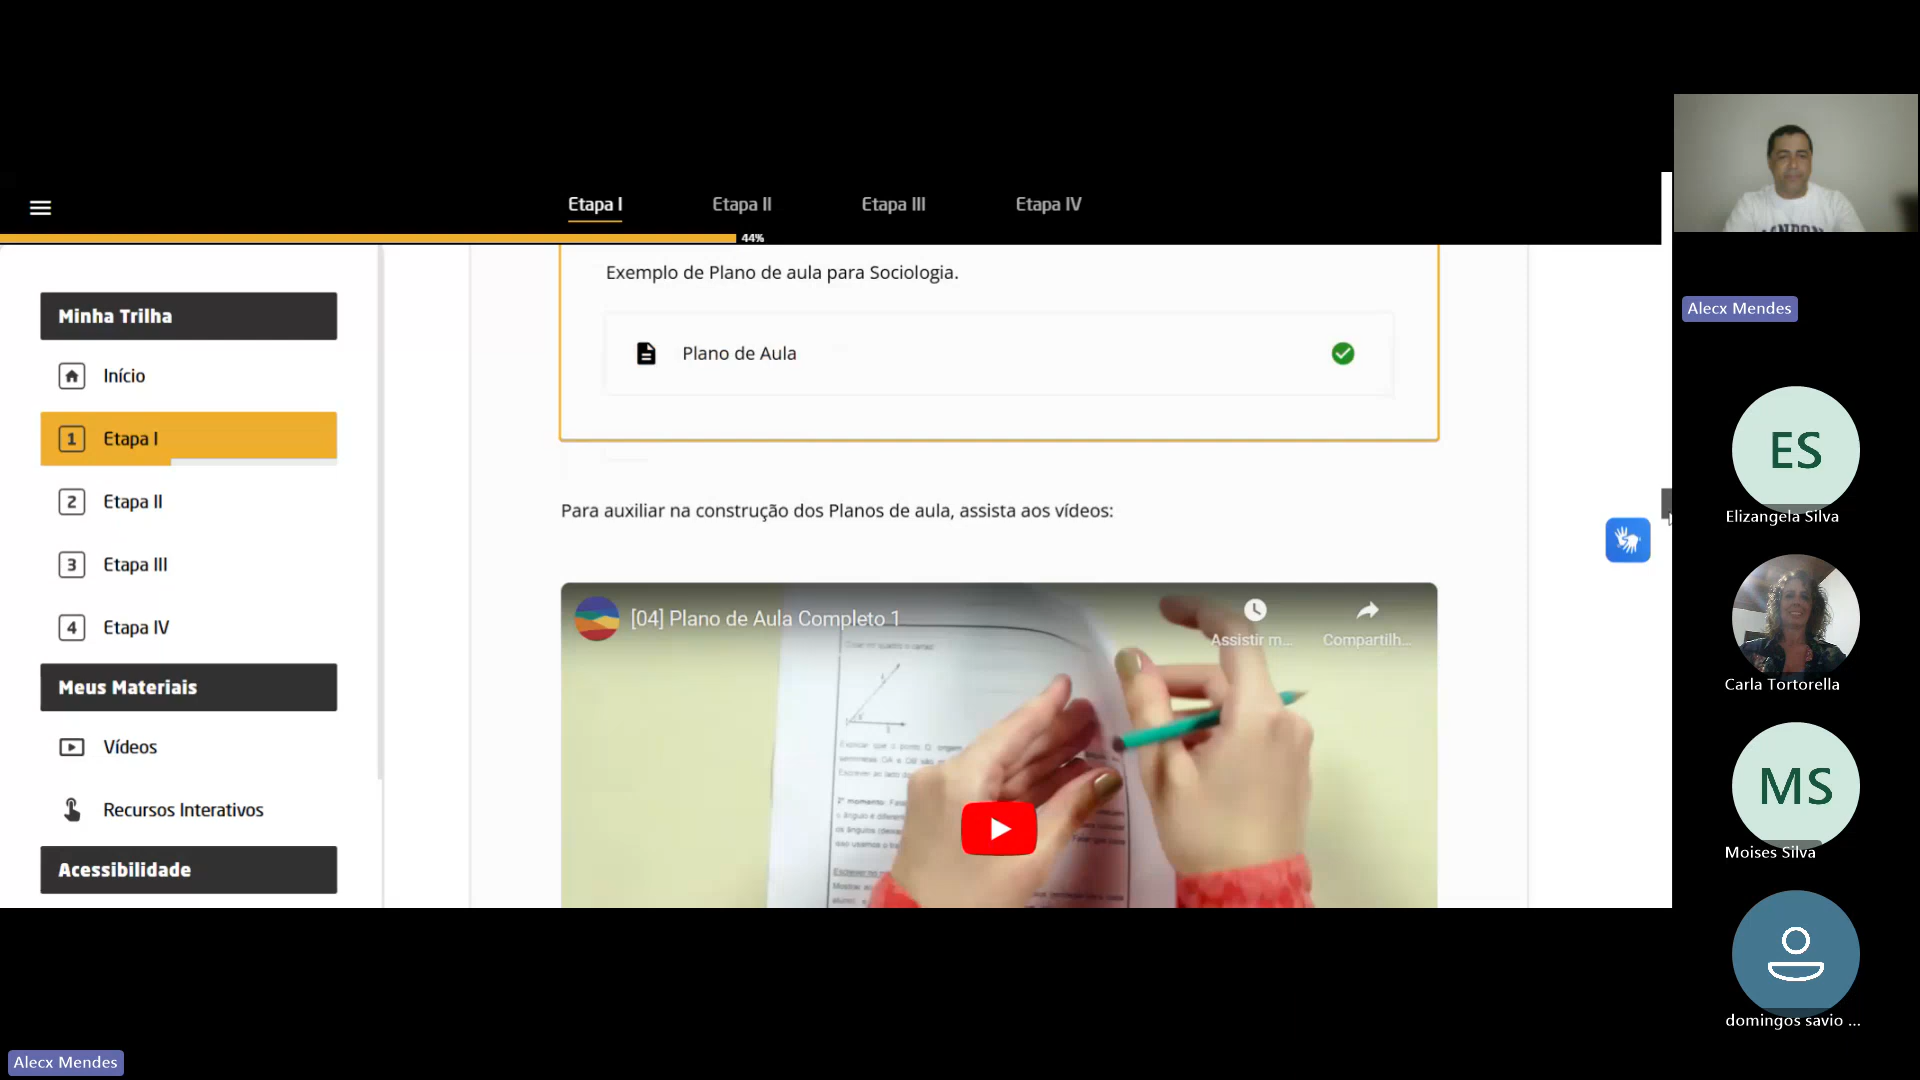 Etapa I
Etapa II
Etapa III
Etapa IV
44%
Minha Trilha
Início
1 Etapa I
2 Etapa II
3 Etapa III
4 Etapa IV
Meus Materiais
Vídeos
Recursos Interativos
Acessibilidade
Exemplo de Plano de aula para Sociologia.
Plano de Aula
Para auxiliar na construção dos Planos de aula, assista aos vídeos:
[04] Plano de Aula Completo 1
Assistir m...
Compartilh...
Alecx Mendes
ES
Elizangela Silva
Carla Tortorella
MS
Moises Silva
domingos savio ...
Alecx Mendes